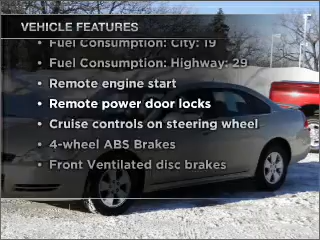 VEHICLE FEATURES
• Fuel Consumption: City: 19
• Fuel Consumption: Highway: 29
• Remote engine start
• Remote power door locks
• Cruise controls on steering wheel
• 4-wheel ABS Brakes
• Front Ventilated disc brakes